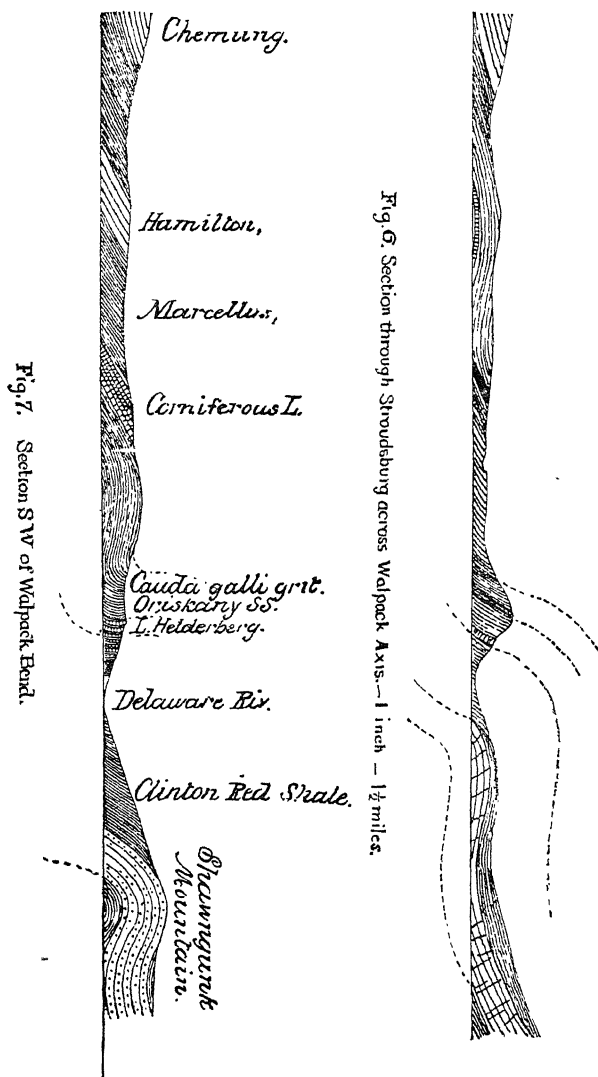 Chemung.
Hamilton,
Marcellus,
Corniferous L.
Cauda galli grit.
Oriskany SS.
L. Helderberg.
Delaware Riv.
Clinton Red Shale.
Shawngunk
Mountain.
Fig. 7. Section SW of Walpack Bend.
Fig. 6. Section through Stroudsburg across Walpack Axis. — 1 inch — 1½ miles.